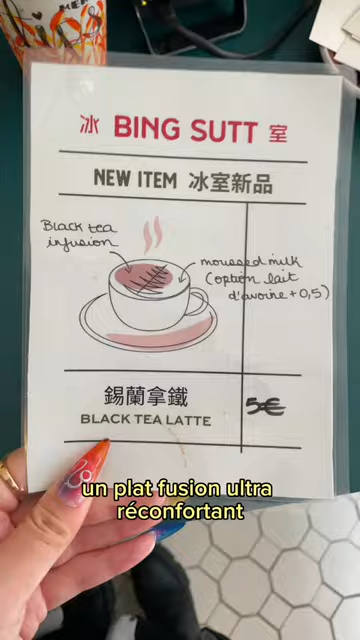 冰 BING SUTT 室
NEW ITEM 冰室新品
Black tea
infusion
moussed milk
(option lait
d'avoine +0,5)
錫蘭拿鐵
BLACK TEA LATTE
5€
un plat fusion ultra
réconfortant